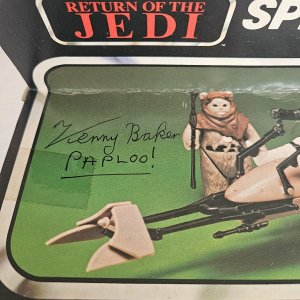 RETURN OF THE
JEDI
SP
Kenny Baker
PAPLOO!